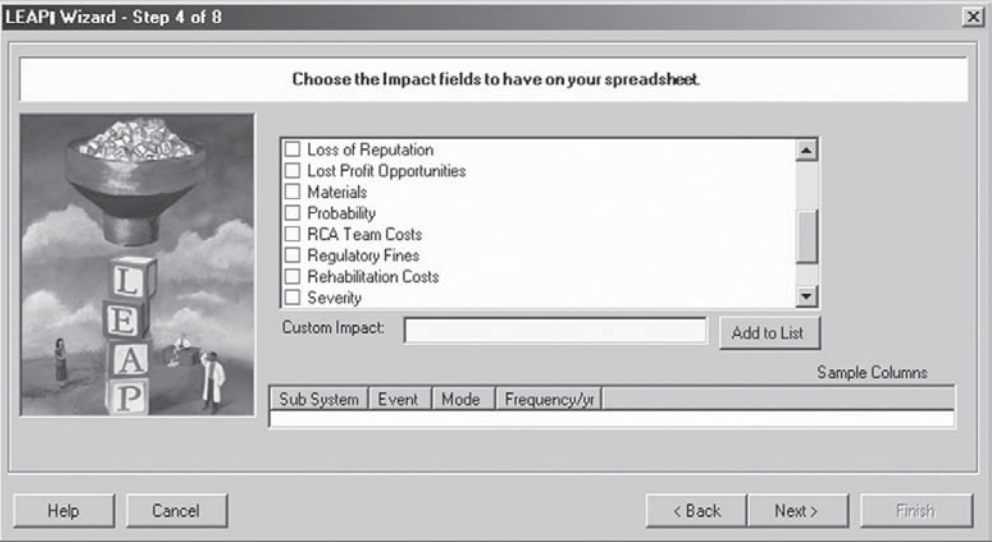 LEAP| Wizard - Step 4 of 8
Choose the Impact fields to have on your spreadsheet.
Loss of Reputation
Lost Profit Opportunities
Materials
Probability
RCA Team Costs
Regulatory Fines
Rehabilitation Costs
Severity
L
E
A
P
Custom Impact:
Add to List
Sample Columns
Sub System Event Mode Frequency/yr
Help Cancel < Back Next > Finish